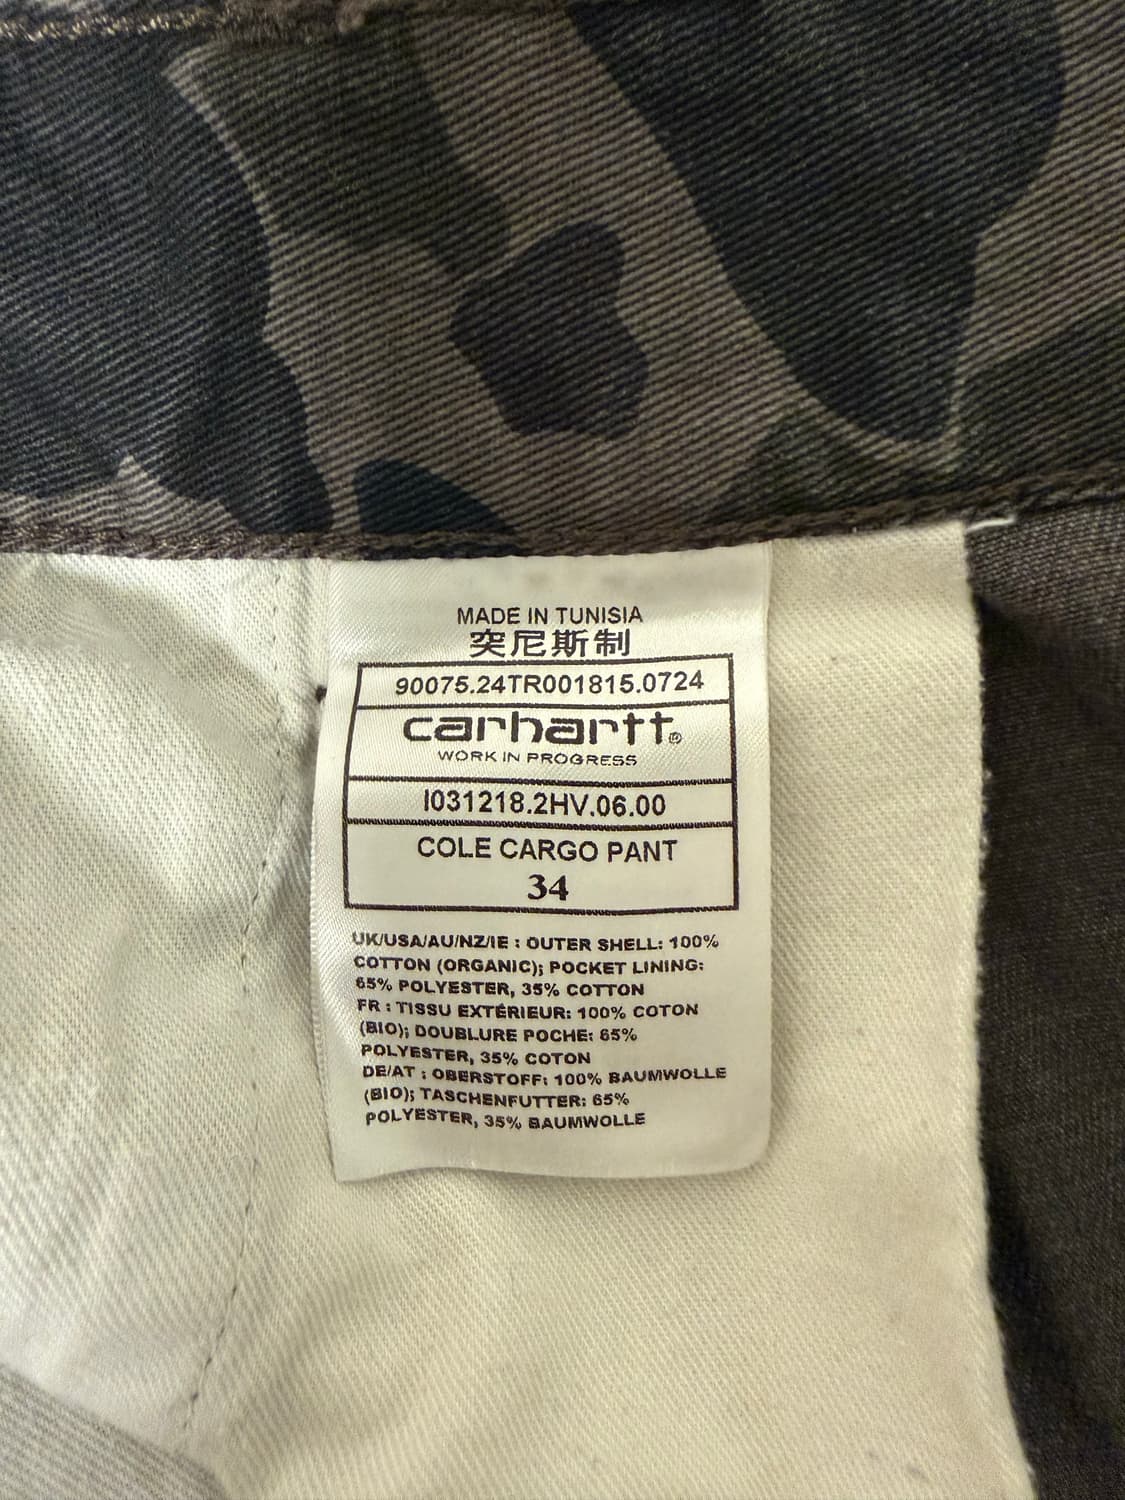 MADE IN TUNISIA
突尼斯制
90075.24TR001815.0724
carhartt®
WORK IN PROGRESS
I031218.2HV.06.00
COLE CARGO PANT
34
UK/USA/AU/NZ/IE : OUTER SHELL: 100%
COTTON (ORGANIC); POCKET LINING:
65% POLYESTER, 35% COTTON
FR : TISSU EXTÉRIEUR: 100% COTON
(BIO); DOUBLURE POCHE: 65%
POLYESTER, 35% COTON
DE/AT : OBERSTOFF: 100% BAUMWOLLE
(BIO); TASCHENFUTTER: 65%
POLYESTER, 35% BAUMWOLLE